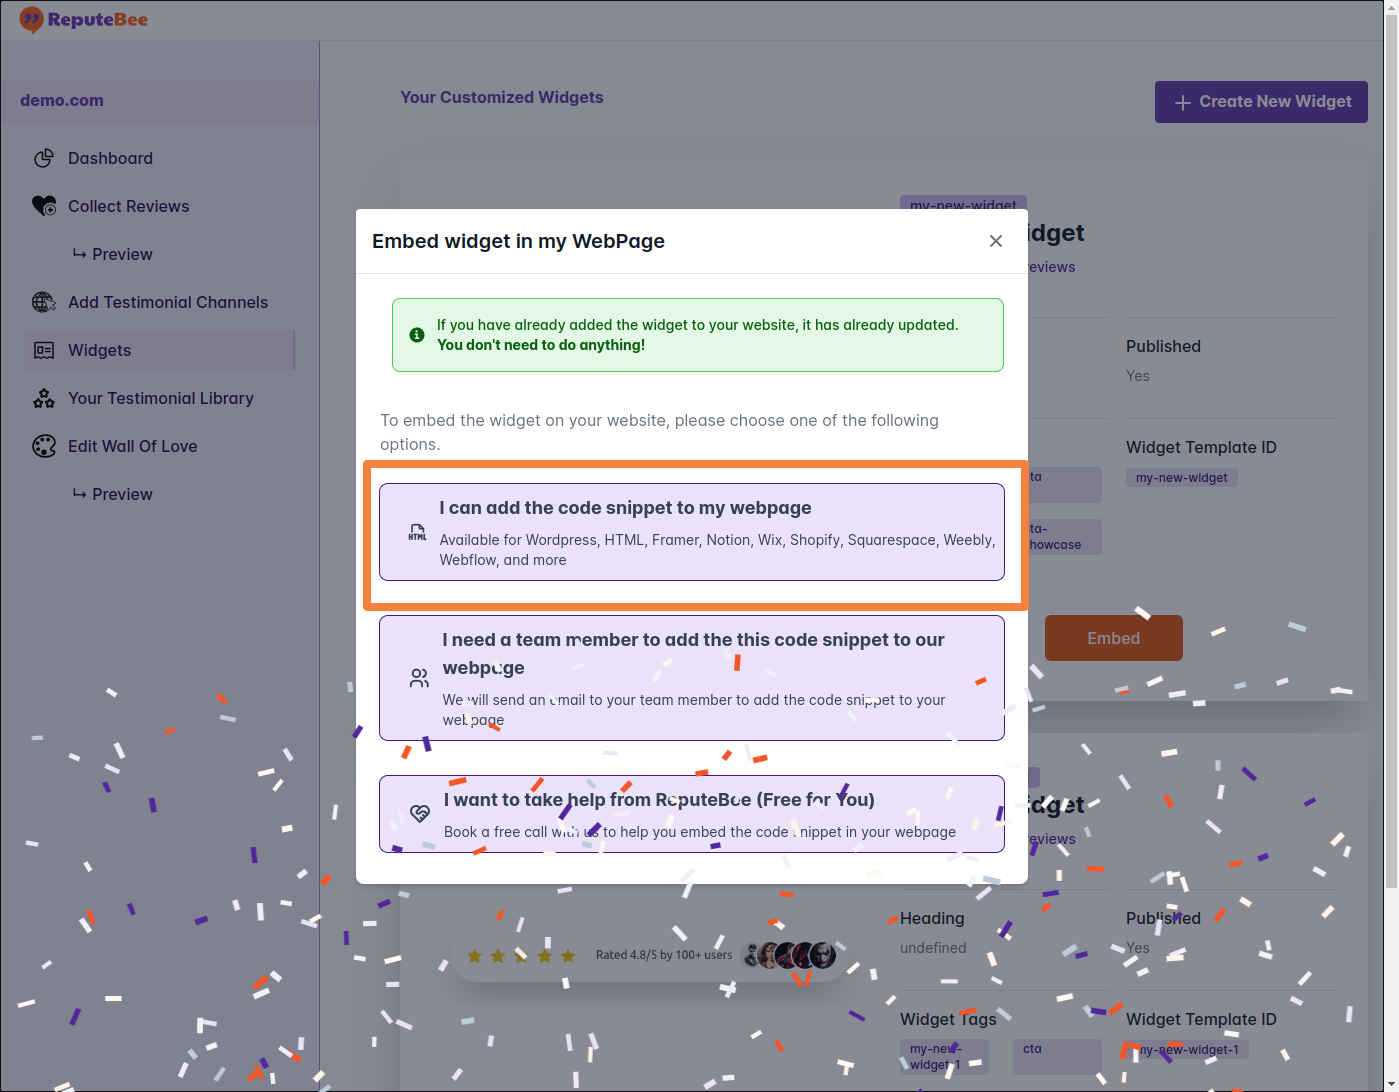 ReputeBee
demo.com
Dashboard
Collect Reviews
Preview
Add Testimonial Channels
Widgets
Your Testimonial Library
Edit Wall Of Love
Preview
Your Customized Widgets
Create New Widget
my-new-widget
Embed widget in my WebPage
If you have already added the widget to your website, it has already updated.
You don't need to do anything!
To embed the widget on your website, please choose one of the following
options.
I can add the code snippet to my webpage
HTML
Available for Wordpress, HTML, Framer, Notion, Wix, Shopify, Squarespace, Weebly,
Webflow, and more
I need a team member to add the this code snippet to our
webpage
We will send an email to your team member to add the code snippet to your
webpage
I want to take help from ReputeBee (Free for You)
Book a free call with us to help you embed the code snippet in your webpage
Published
Yes
Widget Template ID
my-new-widget
Embed
Rated 4.8/5 by 100+ users
Heading
undefined
Published
Yes
Widget Tags
my-new-
widget-1
cta
Widget Template ID
my-new-widget-1